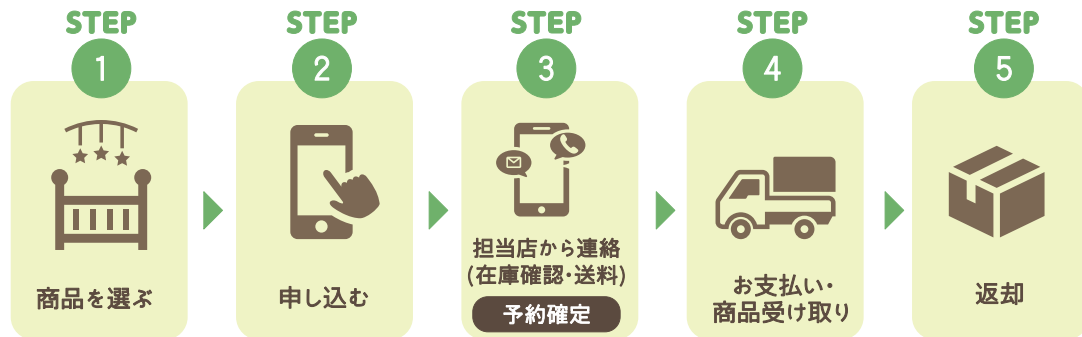 STEP
1
商品を選ぶ
STEP
2
申し込む
STEP
3
担当店から連絡
(在庫確認・送料)
予約確定
STEP
4
お支払い・
商品受け取り
STEP
5
返却